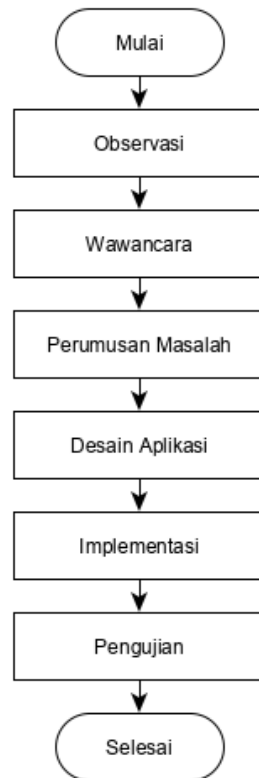 Mulai
Observasi
Wawancara
Perumusan Masalah
Desain Aplikasi
Implementasi
Pengujian
Selesai